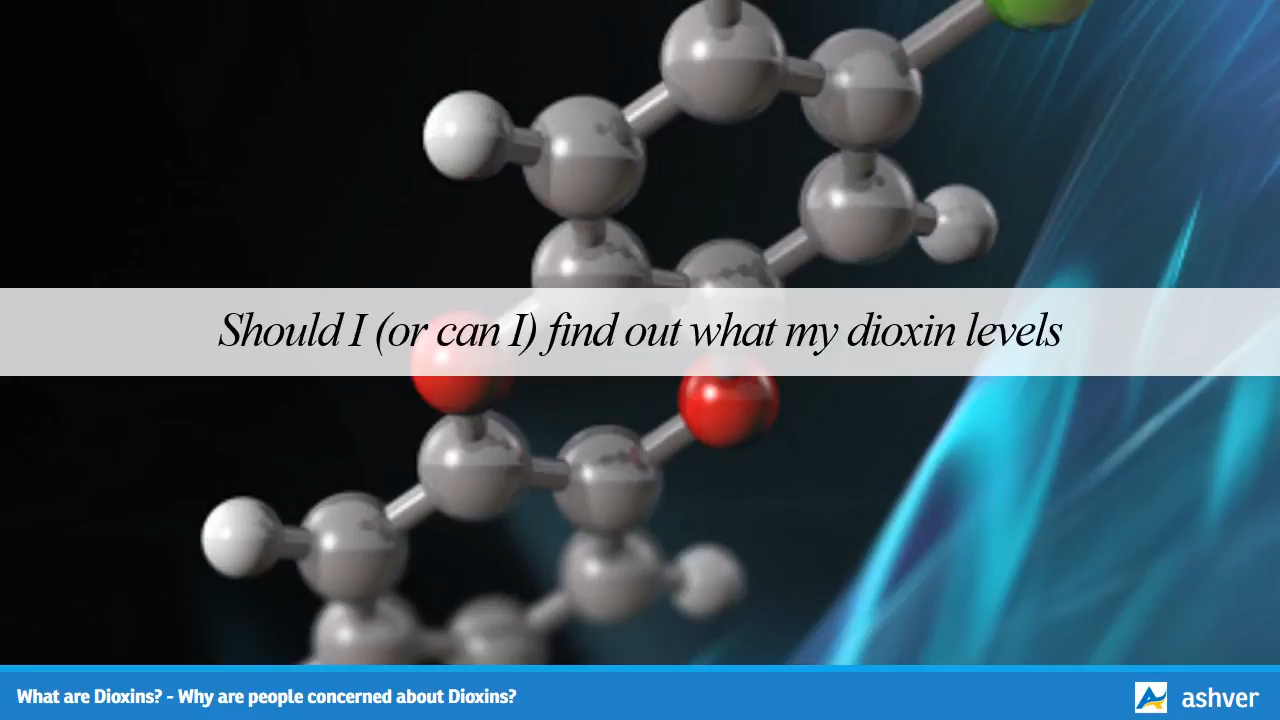 Should I (or can I) find out what my dioxin levels
What are Dioxins? - Why are people concerned about Dioxins?
ashver